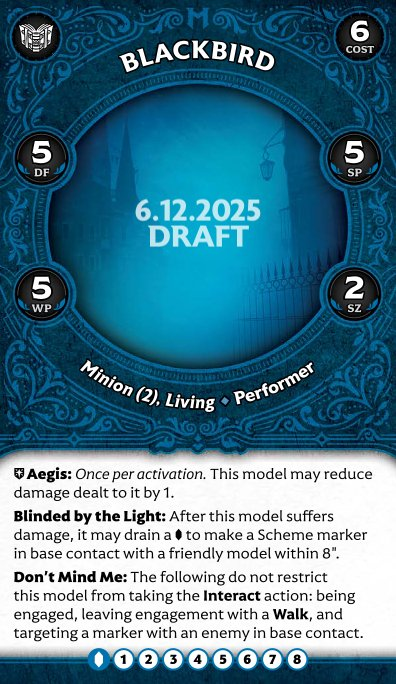 6
COST
BLACKBIRD
5
DF
5
SP
6.12.2025
DRAFT
5
WP
2
SZ
Minion (2), Living ◆ Performer
Aegis: Once per activation. This model may reduce
damage dealt to it by 1.
Blinded by the Light: After this model suffers
damage, it may drain a to make a Scheme marker
in base contact with a friendly model within 8".
Don't Mind Me: The following do not restrict
this model from taking the Interact action: being
engaged, leaving engagement with a Walk, and
targeting a marker with an enemy in base contact.
1 2 3 4 5 6 7 8